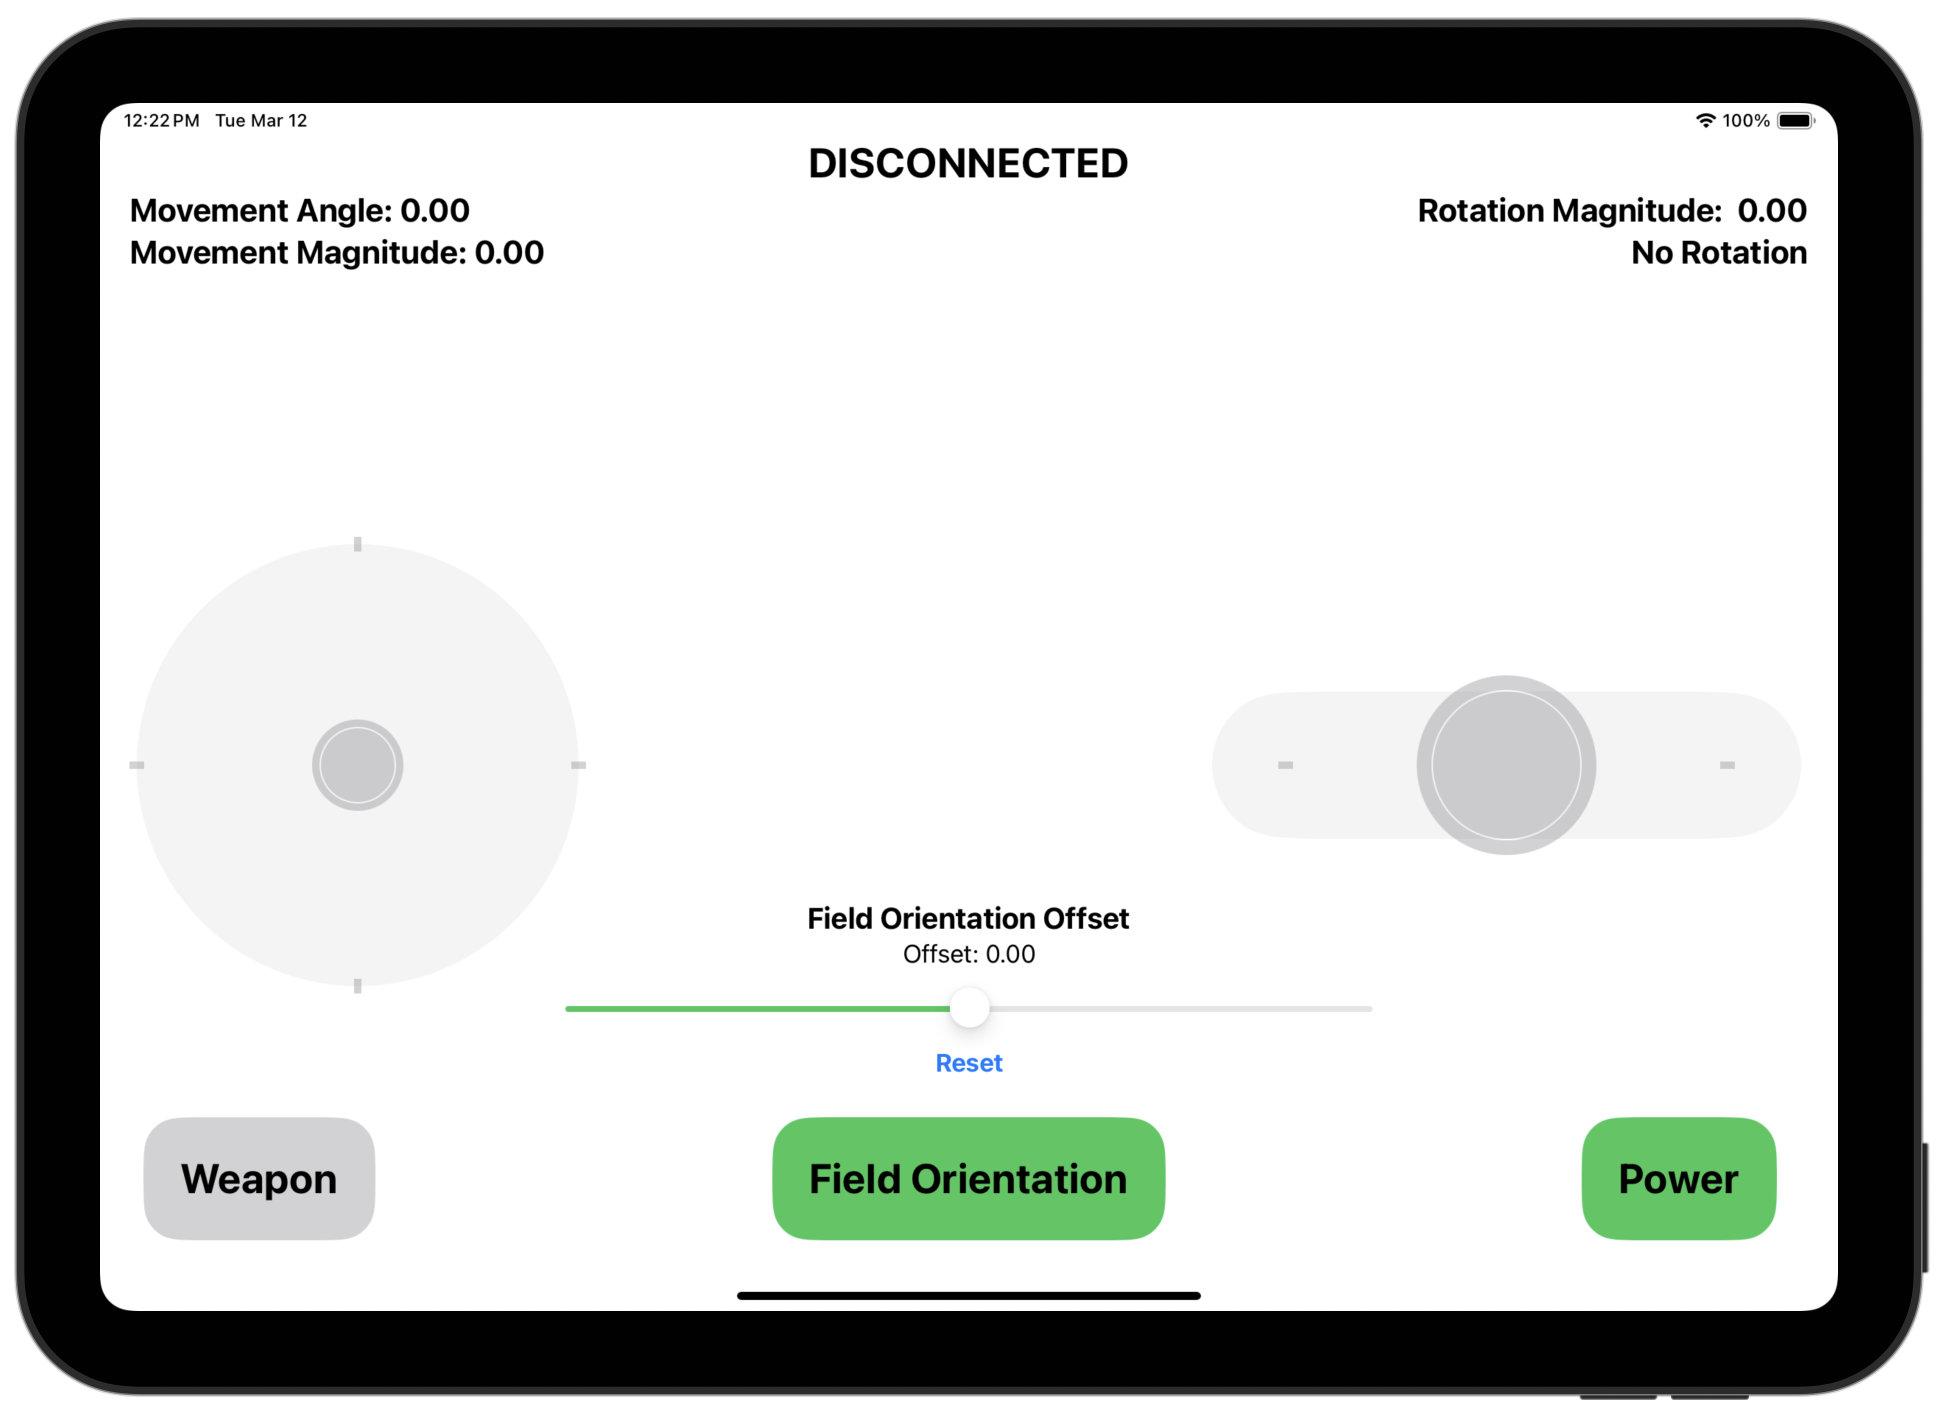 12:22 PM Tue Mar 12
100%
DISCONNECTED
Movement Angle: 0.00
Movement Magnitude: 0.00
Rotation Magnitude: 0.00
No Rotation
Field Orientation Offset
Offset: 0.00
Reset
Weapon
Field Orientation
Power